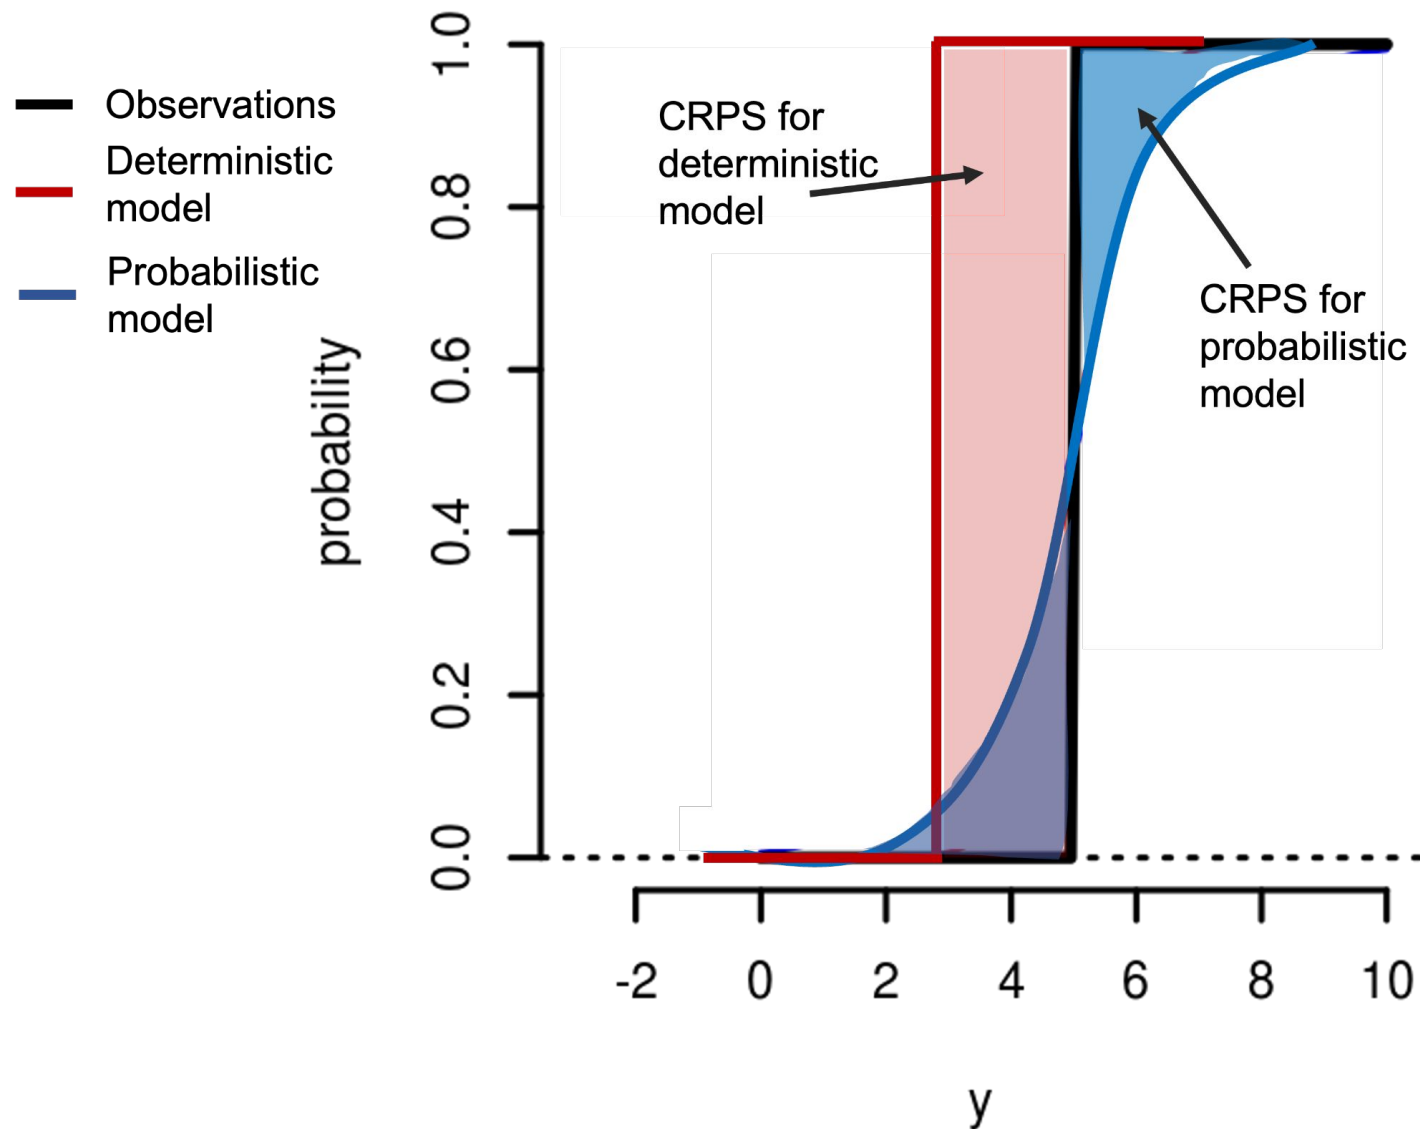 Observations
Deterministic
model
Probabilistic
model
probability
1.0
0.8
0.6
0.4
0.2
0.0
CRPS for
deterministic
model
CRPS for
probabilistic
model
-2 0 2 4 6 8 10
y